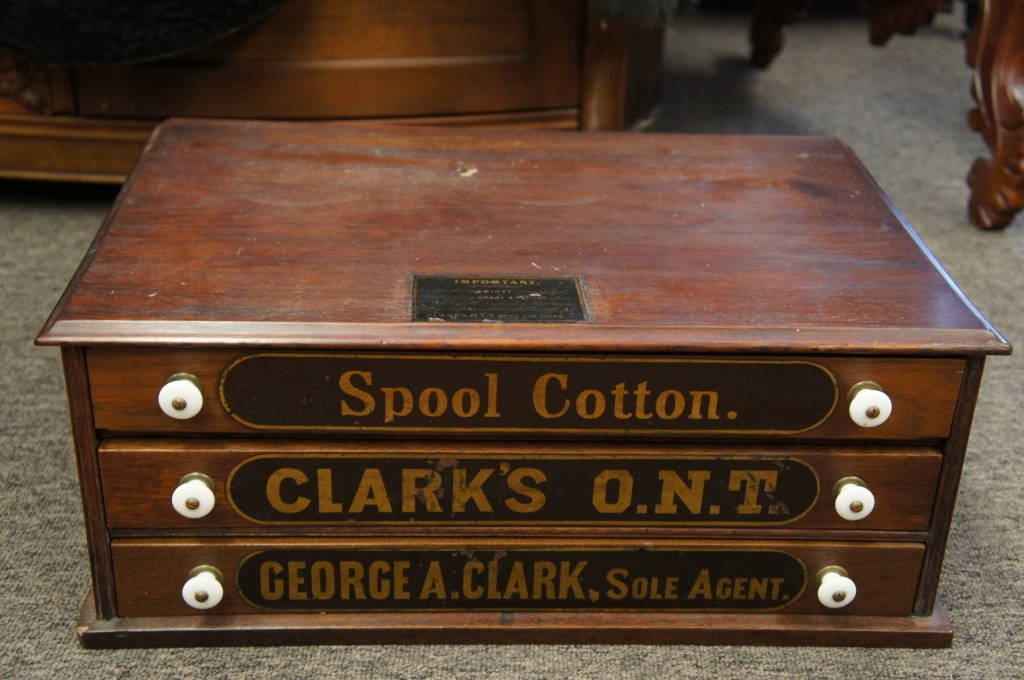 IMPORTANT.
Spool Cotton.
CLARK'S O.N.T.
GEORGE A. CLARK, SOLE AGENT.